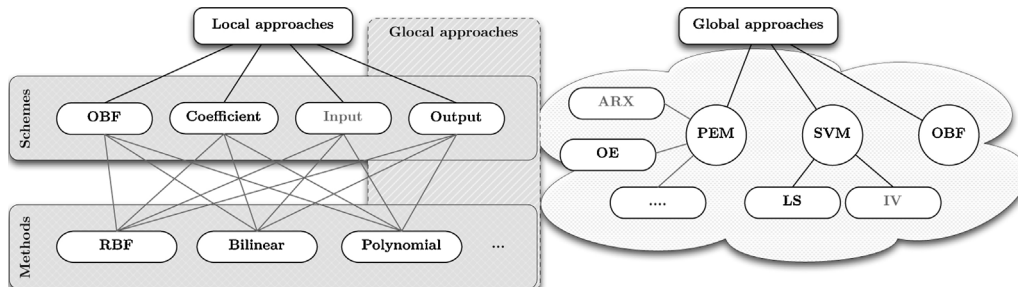 Local approaches
Glocal approaches
Schemes
OBF
Coefficient
Input
Output
Methods
RBF
Bilinear
Polynomial
...
Global approaches
ARX
OE
....
PEM
SVM
OBF
LS
IV